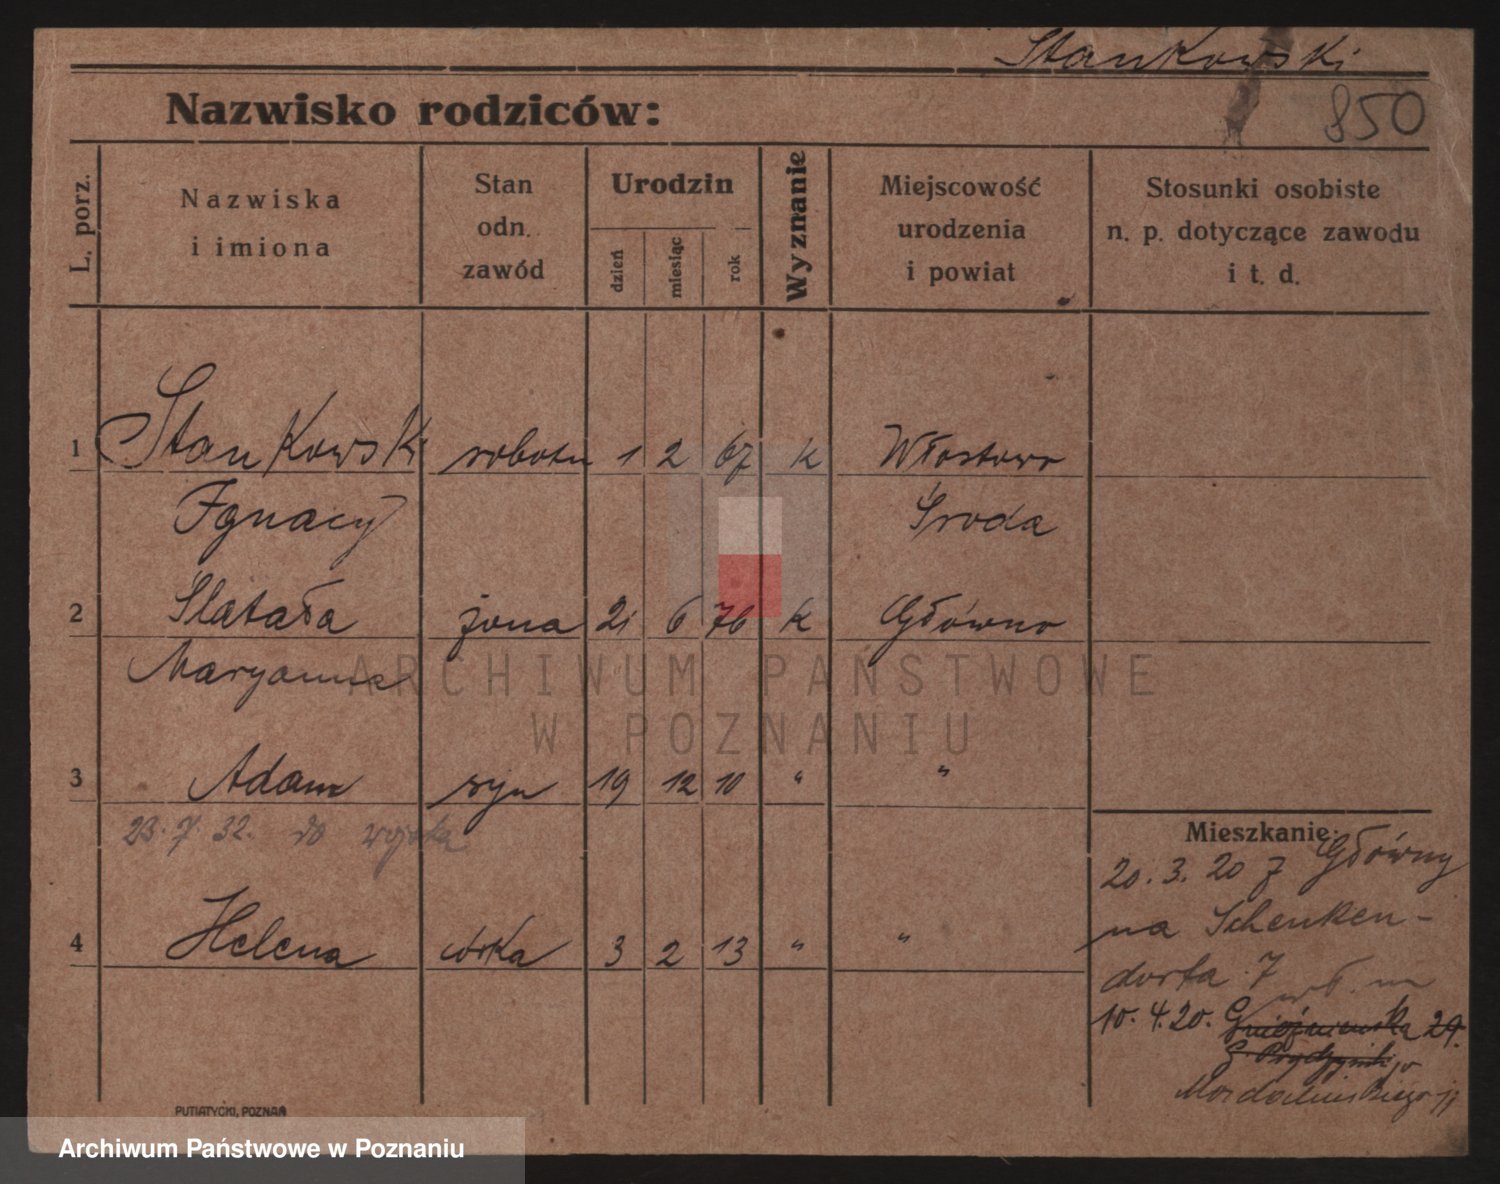 Stankowski
850
Nazwisko rodziców:
L. porz.
Nazwiska
i imiona
Stan
odn.
zawód
Urodzin
dzień
miesiąc
rok
Wyznanie
Miejscowość
urodzenia
i powiat
Stosunki osobiste
n. p. dotyczące zawodu
i t. d.
1 Stankowski robotn 1 2 67 k Włostowo
Ignacy Środa
2 Ślatała żona 21 6 76 k Główno
Maryanna
3 Adam syn 19 12 10 " "
23. 7. 32. do wojska
4 Helena córka 3 2 13 " "
Mieszkanie:
20. 3. 20 z Główny
na Schenken-
dorfa 7
10. 4. 20. Gnieźnieńska 29.
PUTIATYCKI, POZNAŃ
ARCHIWUM PAŃSTWOWE
W POZNANIU
Archiwum Państwowe w Poznaniu